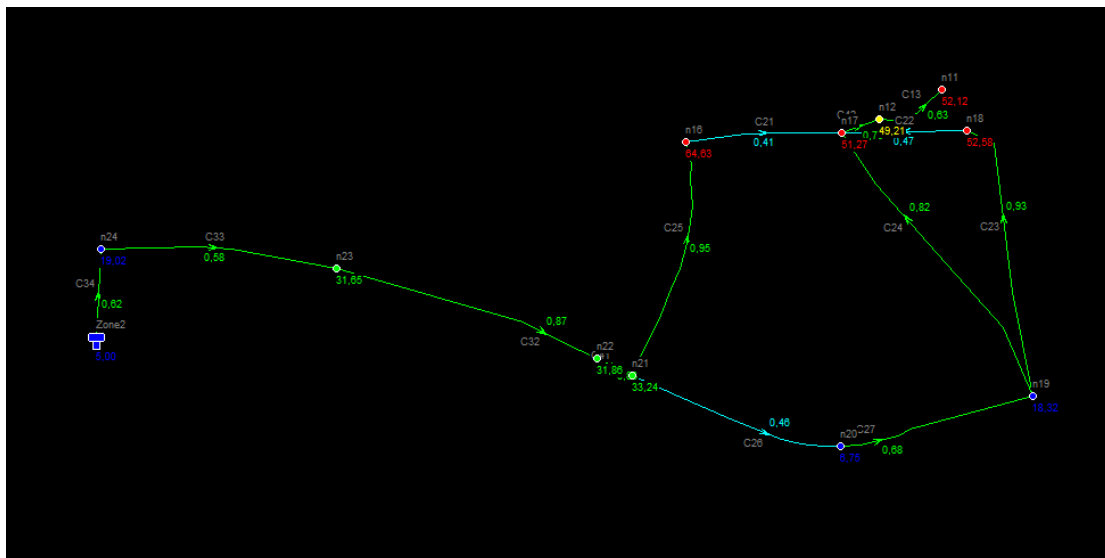 n11
C13
52,12
0,63
n12
C22
n17
49,21
n18
51,27
0,47
52,58
C21
0,41
n16
54,63
0,82
0,93
C24
C23
C25
0,95
n24
C33
18,02
0,58
n23
31,65
C34
0,62
Zone2
0,87
C32
n22
31,86
n21
33,24
n19
18,32
0,46
C26
n20
C27
6,75
0,68